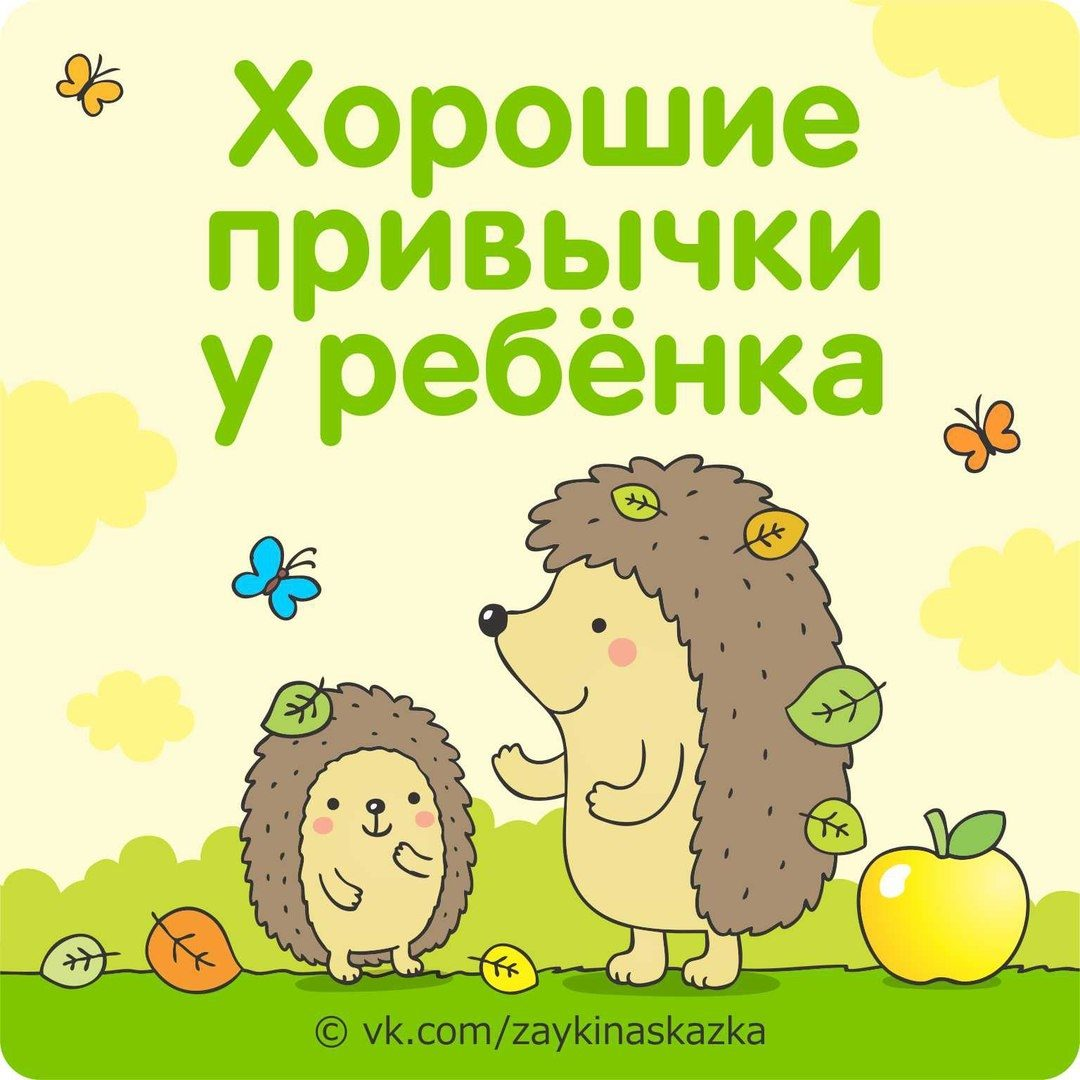 Хорошие
привычки
у ребёнка
© vk.com/zaykinaskazka